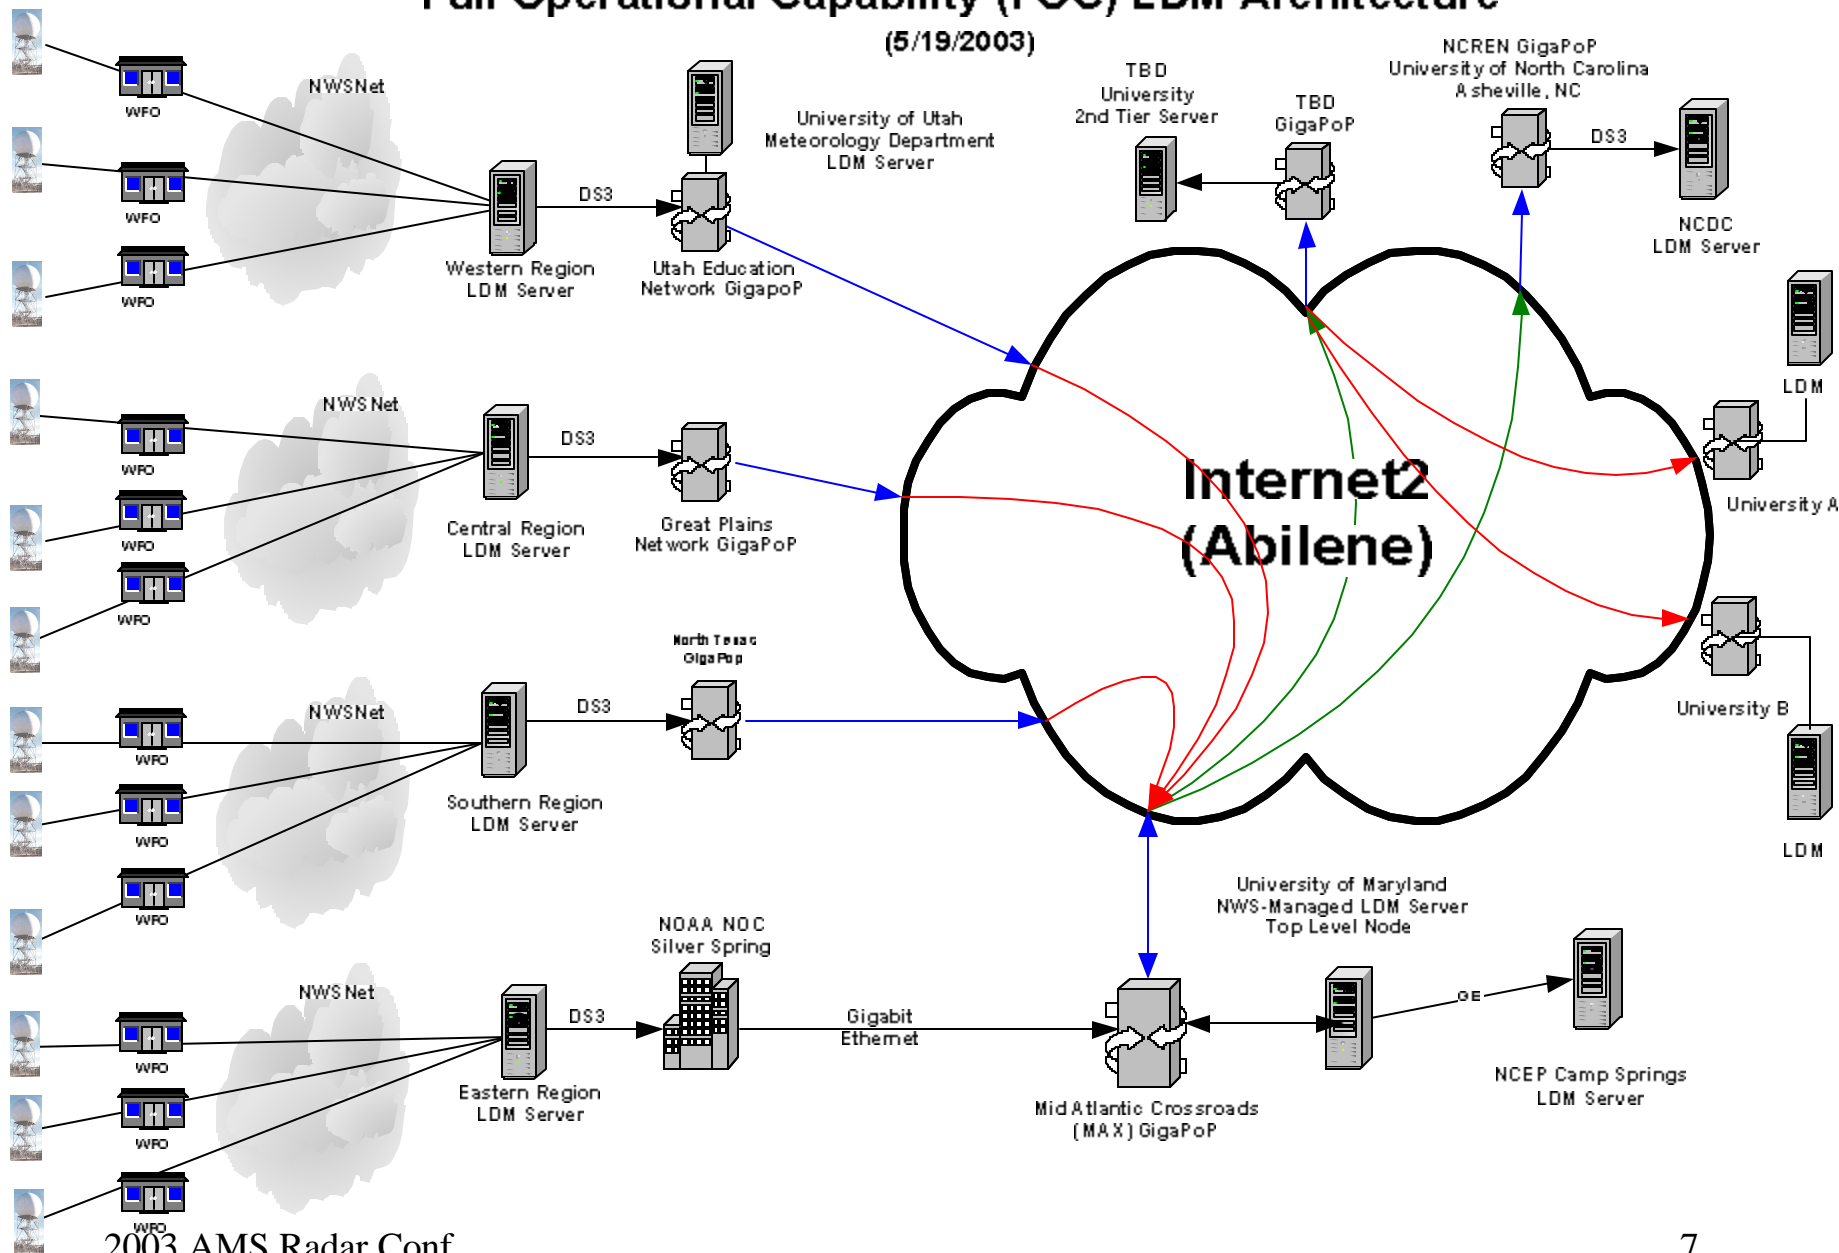 Full Operational Capability (FOC) LDM Architecture
(5/19/2003)
NWSNet
WFO
WFO
WFO
Western Region
LDM Server
DS3
University of Utah
Meteorology Department
LDM Server
Utah Education
Network GigapoP
TBD
University
2nd Tier Server
TBD
GigaPoP
NCREN GigaPoP
University of North Carolina
Asheville, NC
DS3
NCDC
LDM Server
LDM
University A
NWSNet
WFO
WFO
WFO
Central Region
LDM Server
DS3
Great Plains
Network GigaPoP
Internet2
(Abilene)
University B
LDM
NWSNet
WFO
WFO
WFO
Southern Region
LDM Server
DS3
North Texas
GigaPop
NWSNet
WFO
WFO
WFO
Eastern Region
LDM Server
DS3
NOAA NOC
Silver Spring
Gigabit
Ethernet
Mid Atlantic Crossroads
(MAX) GigaPoP
University of Maryland
NWS-Managed LDM Server
Top Level Node
GE
NCEP Camp Springs
LDM Server
2003 AMS Radar Conf
7